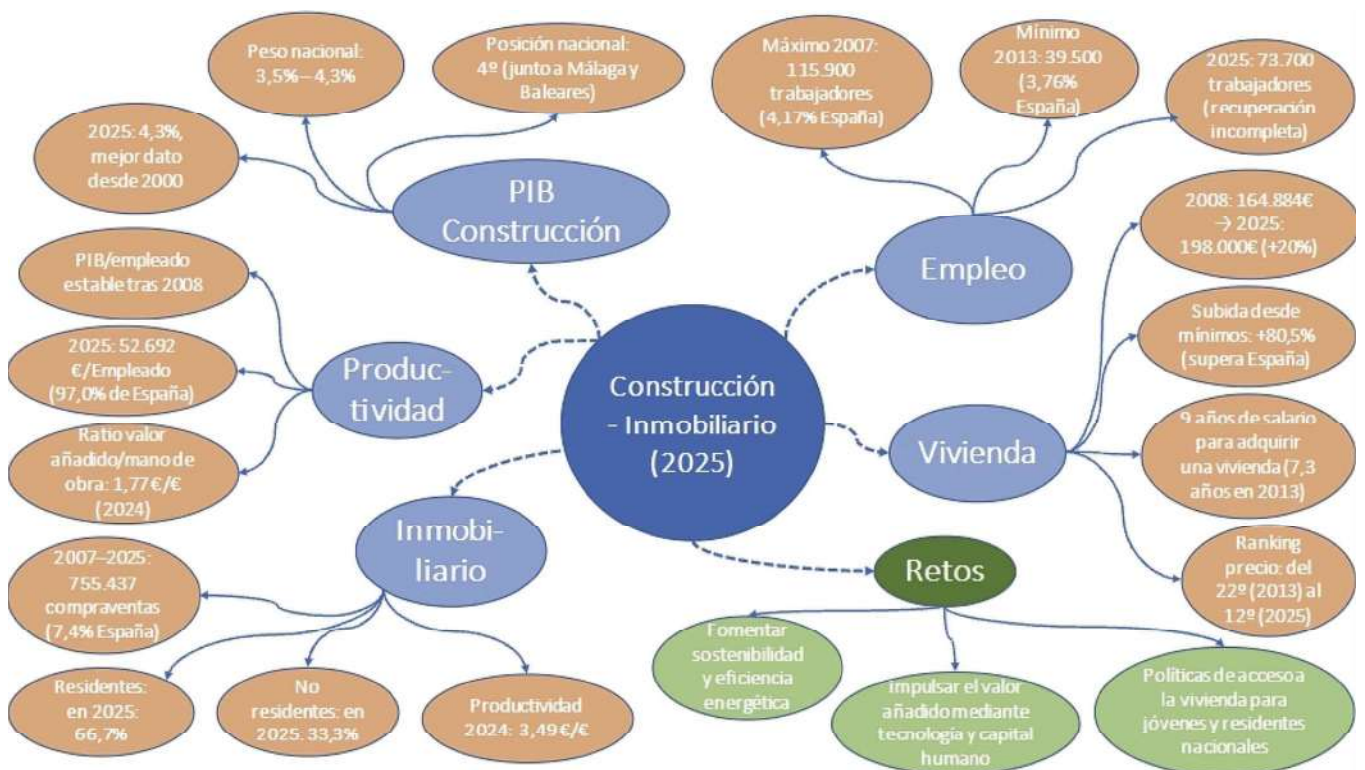 Peso nacional:
3,5% – 4,3%
Posición nacional:
4º (junto a Málaga y
Baleares)
2025: 4,3%,
mejor dato
desde 2000
PIB
Construcción
Máximo 2007:
115.900
trabajadores
(4,17% España)
Mínimo
2013: 39.500
(3,76%
España)
2025: 73.700
trabajadores
(recuperación
incompleta)
Empleo
PIB/empleado
estable tras 2008
2025: 52.692
€/Empleado
(97,0% de España)
Ratio valor
añadido/mano de
obra: 1,77 €/€
(2024)
Produc-
tividad
Construcción
- Inmobiliario
(2025)
2008: 164.884€
→ 2025:
198.000€ (+20%)
Subida desde
mínimos: +80,5%
(supera España)
9 años de salario
para adquirir
una vivienda (7,3
años en 2013)
Ranking
precio: del
22º (2013) al
12º (2025)
Vivienda
Inmobi-
liario
2007–2025:
755.437
compraventas
(7,4% España)
Residentes:
en 2025:
66,7%
No
residentes: en
2025. 33,3%
Productividad
2024: 3,49 €/€
Retos
Fomentar
sostenibilidad
y eficiencia
energética
Impulsar el valor
añadido mediante
tecnología y capital
humano
Políticas de acceso a
la vivienda para
jóvenes y residentes
nacionales